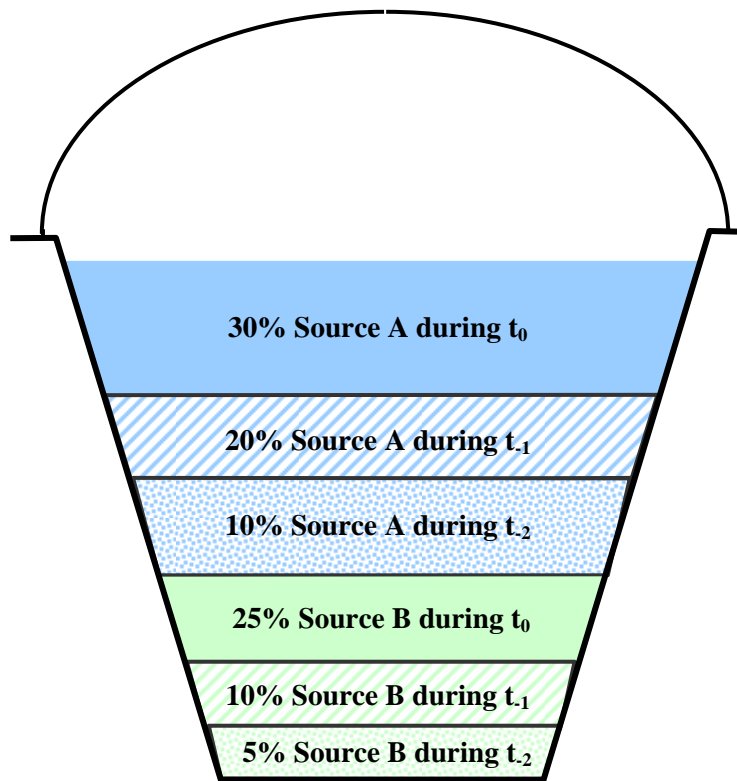 30% Source A during t₀
20% Source A during t₋₁
10% Source A during t₋₂
25% Source B during t₀
10% Source B during t₋₁
5% Source B during t₋₂